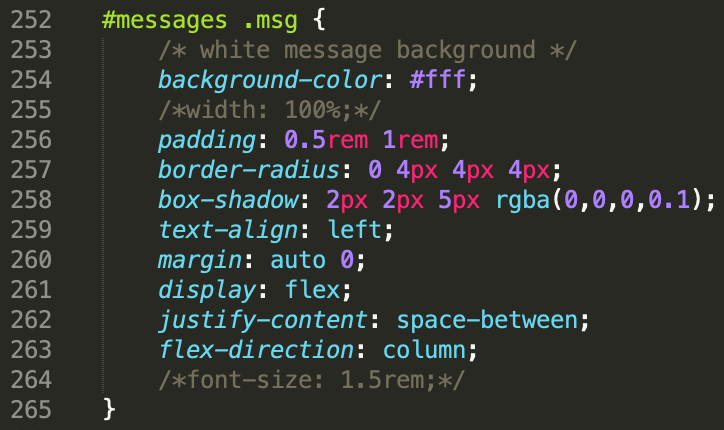 252 #messages .msg {
253 /* white message background */
254 background-color: #fff;
255 /*width: 100%;*/
256 padding: 0.5rem 1rem;
257 border-radius: 0 4px 4px 4px;
258 box-shadow: 2px 2px 5px rgba(0,0,0,0.1);
259 text-align: left;
260 margin: auto 0;
261 display: flex;
262 justify-content: space-between;
263 flex-direction: column;
264 /*font-size: 1.5rem;*/
265 }